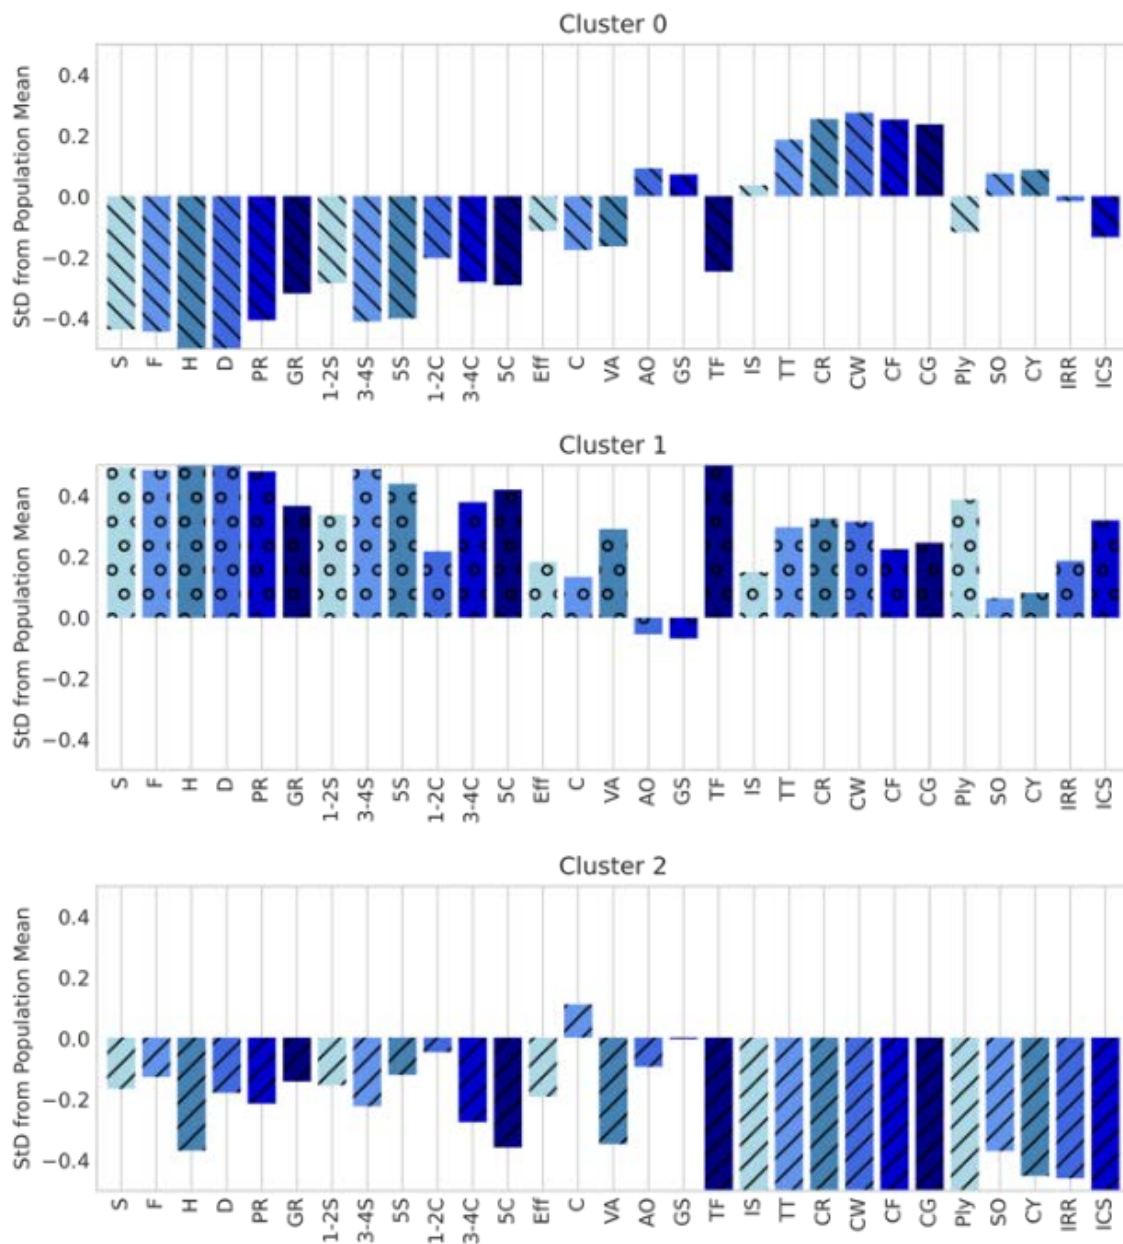 Cluster 0
StD from Population Mean
0.4
0.2
0.0
−0.2
−0.4
S F H D PR GR 1-2S 3-4S 5S 1-2C 3-4C 5C Eff C VA AO GS TF IS TT CR CW CF CG Ply SO CY IRR ICS
Cluster 1
StD from Population Mean
0.4
0.2
0.0
−0.2
−0.4
S F H D PR GR 1-2S 3-4S 5S 1-2C 3-4C 5C Eff C VA AO GS TF IS TT CR CW CF CG Ply SO CY IRR ICS
Cluster 2
StD from Population Mean
0.4
0.2
0.0
−0.2
−0.4
S F H D PR GR 1-2S 3-4S 5S 1-2C 3-4C 5C Eff C VA AO GS TF IS TT CR CW CF CG Ply SO CY IRR ICS